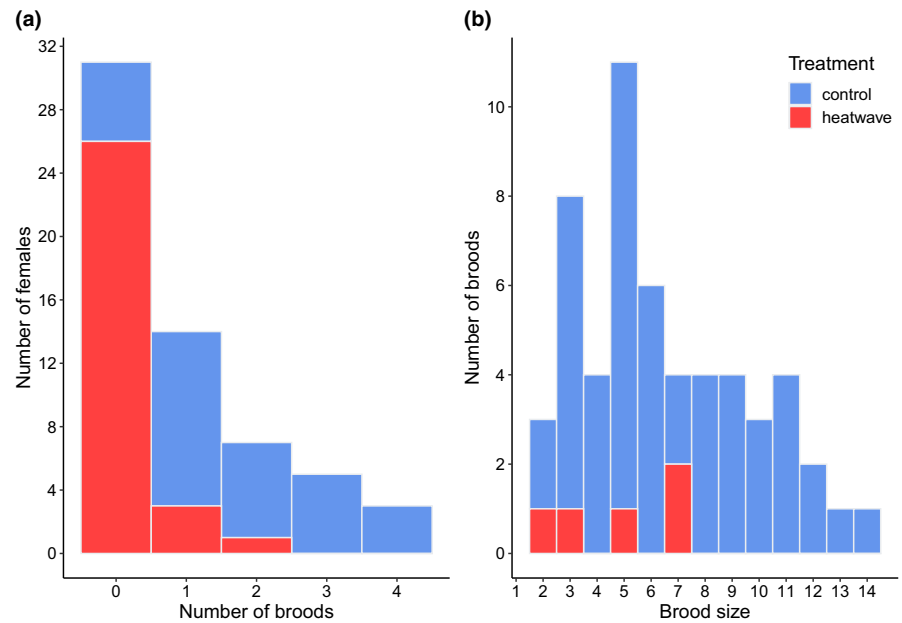 (a)
Number of females
32
28
24
20
16
12
8
4
0
0 1 2 3 4
Number of broods
(b)
Number of broods
10
8
6
4
2
0
1 2 3 4 5 6 7 8 9 10 11 12 13 14
Brood size
Treatment
control
heatwave